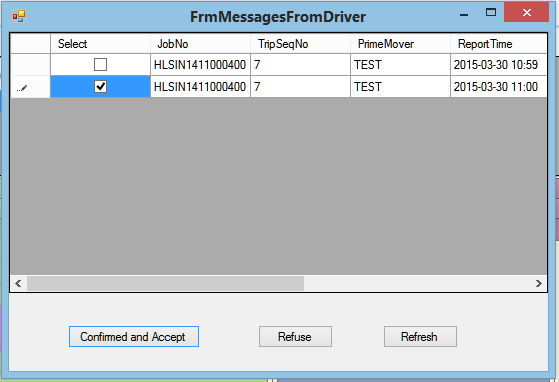 FrmMessagesFromDriver
Select JobNo TripSeqNo PrimeMover ReportTime
HLSIN1411000400 7 TEST 2015-03-30 10:59
HLSIN1411000400 7 TEST 2015-03-30 11:00
Confirmed and Accept Refuse Refresh